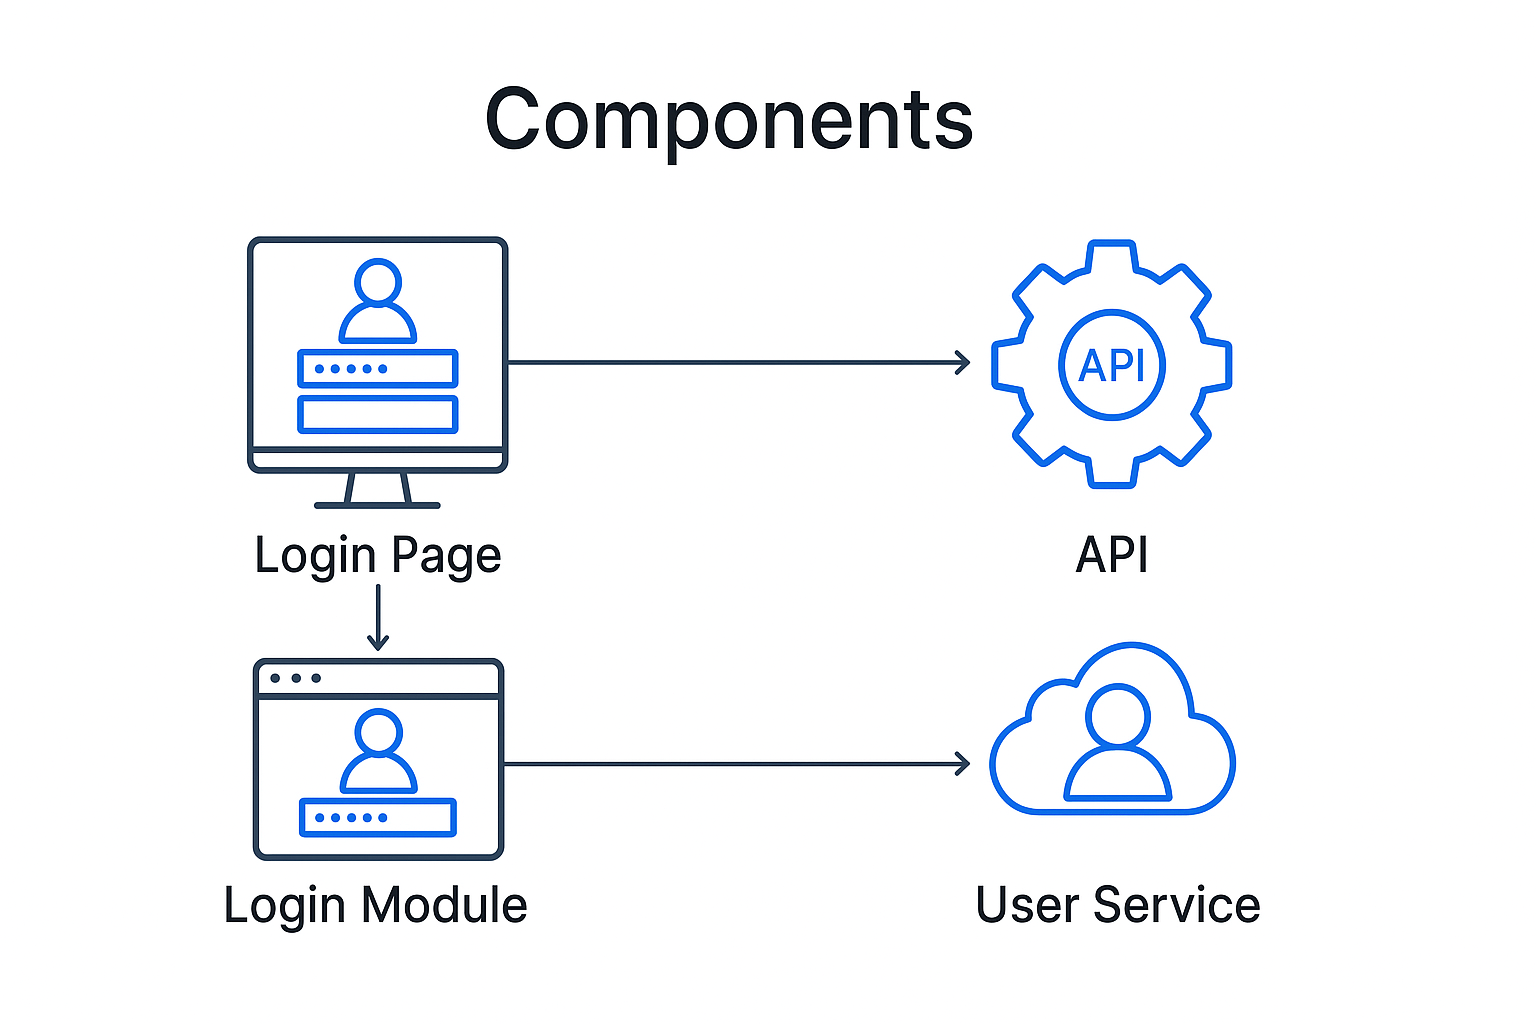 Components
API
Login Page
API
Login Module
User Service